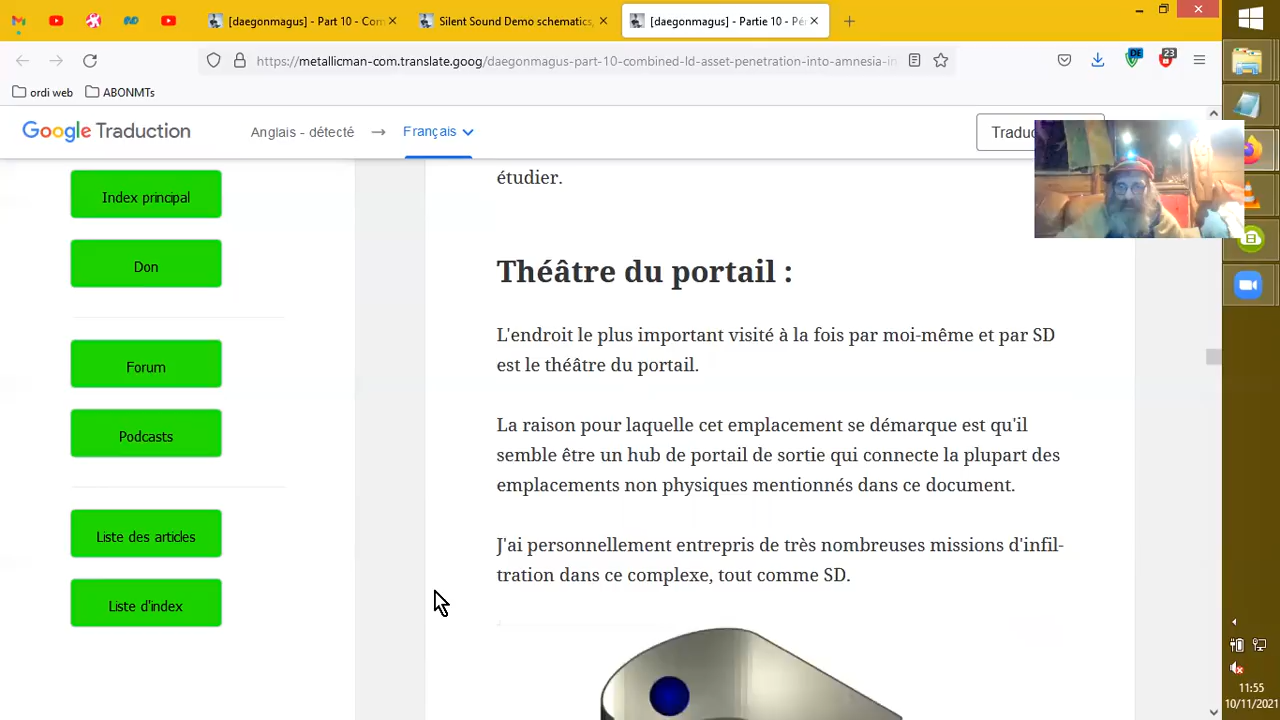 [daegonmagus] - Part 10 - Com
Silent Sound Demo schematics,
[daegonmagus] - Partie 10 - Pé
https://metallicman-com.translate.goog/daegonmagus-part-10-combined-ld-asset-penetration-into-amnesia-in
DE
23
ordi web
ABONMTs
Google Traduction
Anglais - détecté
Français
Traduc
Index principal
Don
Forum
Podcasts
Liste des articles
Liste d'index
étudier.
Théâtre du portail :
L'endroit le plus important visité à la fois par moi-même et par SD
est le théâtre du portail.
La raison pour laquelle cet emplacement se démarque est qu'il
semble être un hub de portail de sortie qui connecte la plupart des
emplacements non physiques mentionnés dans ce document.
J'ai personnellement entrepris de très nombreuses missions d'infil-
tration dans ce complexe, tout comme SD.
11:55
10/11/2021